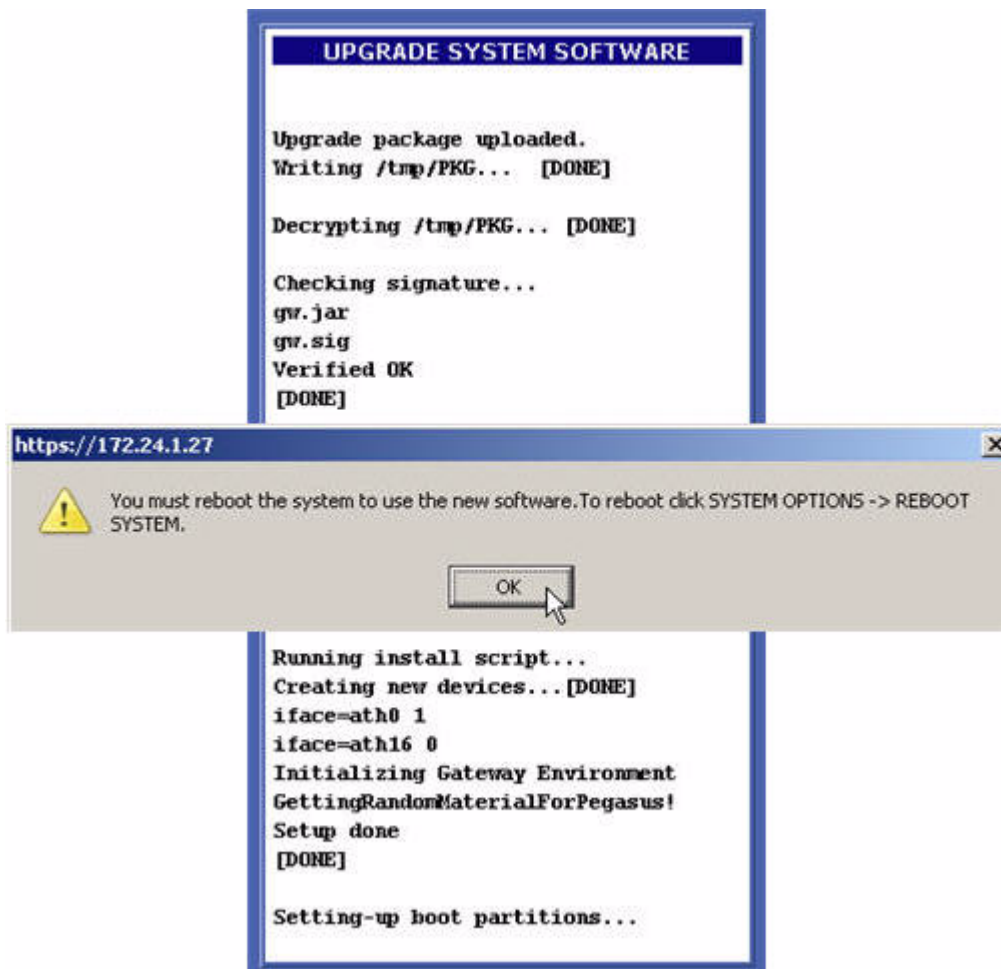 UPGRADE SYSTEM SOFTWARE
Upgrade package uploaded.
Writing /tmp/PKG... [DONE]
Decrypting /tmp/PKG... [DONE]
Checking signature...
gw.jar
gw.sig
Verified OK
[DONE]
https://172.24.1.27
You must reboot the system to use the new software.To reboot click SYSTEM OPTIONS -> REBOOT
SYSTEM.
OK
Running install script...
Creating new devices...[DONE]
iface=ath0 1
iface=ath16 0
Initializing Gateway Environment
GettingRandomMaterialForPegasus!
Setup done
[DONE]
Setting-up boot partitions...